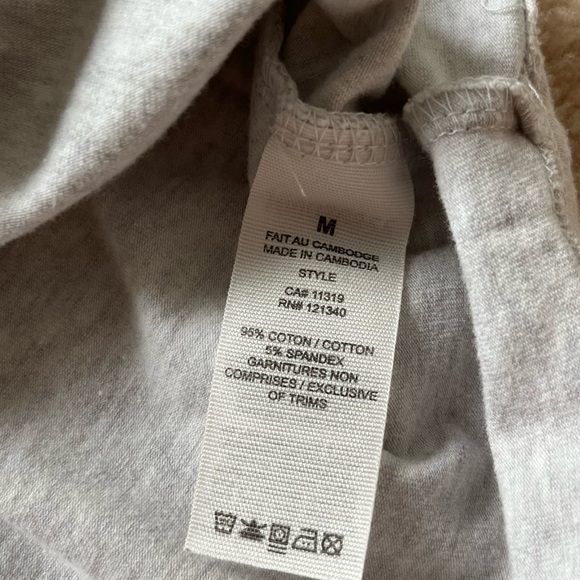 M
FAIT AU CAMBODGE
MADE IN CAMBODIA
STYLE
CA# 11319
RN# 121340
95% COTON / COTTON
5% SPANDEX
GARNITURES NON
COMPRISES / EXCLUSIVE
OF TRIMS